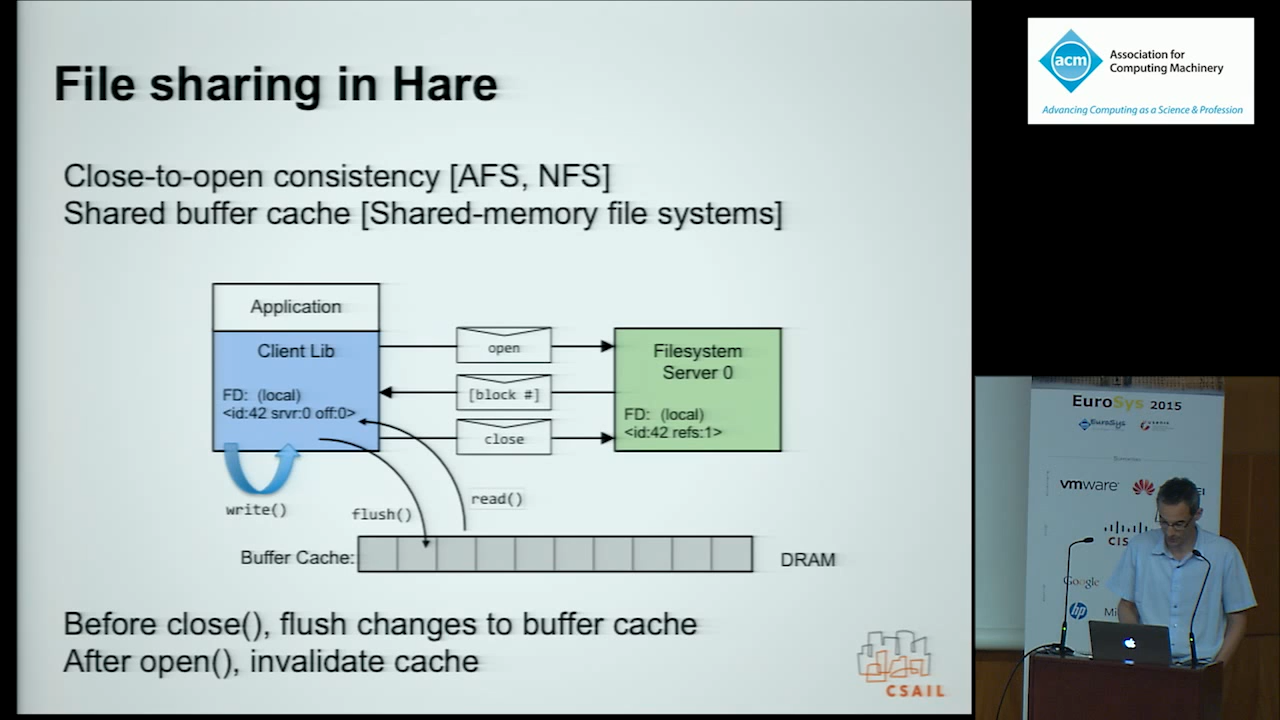 File sharing in Hare
Close-to-open consistency [AFS, NFS]
Shared buffer cache [Shared-memory file systems]
Application
Client Lib
FD: (local)
<id:42 srvr:0 off:0>
open
[block #]
close
Filesystem
Server 0
FD: (local)
<id:42 refs:1>
write()
flush()
read()
Buffer Cache:
DRAM
Before close(), flush changes to buffer cache
After open(), invalidate cache
CSAIL
acm
Association for
Computing Machinery
Advancing Computing as a Science & Profession
EuroSys 2015
EuroSys
vmware
CIS
Google
hp